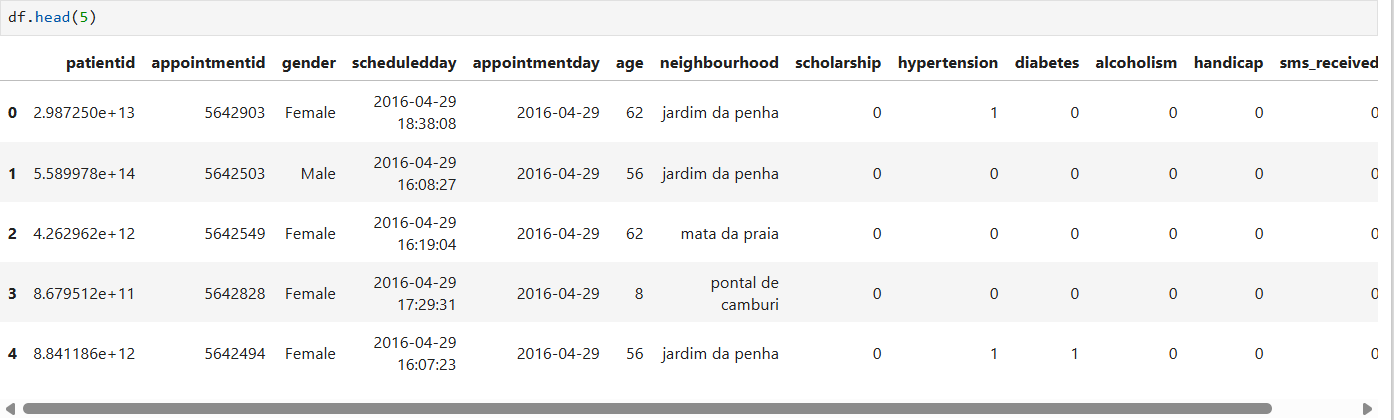 df.head(5)
patientid appointmentid gender scheduledday appointmentday age neighbourhood scholarship hypertension diabetes alcoholism handicap sms_received
0 2.987250e+13 5642903 Female 2016-04-29 18:38:08 2016-04-29 62 jardim da penha 0 1 0 0 0 0
1 5.589978e+14 5642503 Male 2016-04-29 16:08:27 2016-04-29 56 jardim da penha 0 0 0 0 0 0
2 4.262962e+12 5642549 Female 2016-04-29 16:19:04 2016-04-29 62 mata da praia 0 0 0 0 0 0
3 8.679512e+11 5642828 Female 2016-04-29 17:29:31 2016-04-29 8 pontal de camburi 0 0 0 0 0 0
4 8.841186e+12 5642494 Female 2016-04-29 16:07:23 2016-04-29 56 jardim da penha 0 1 1 0 0 0